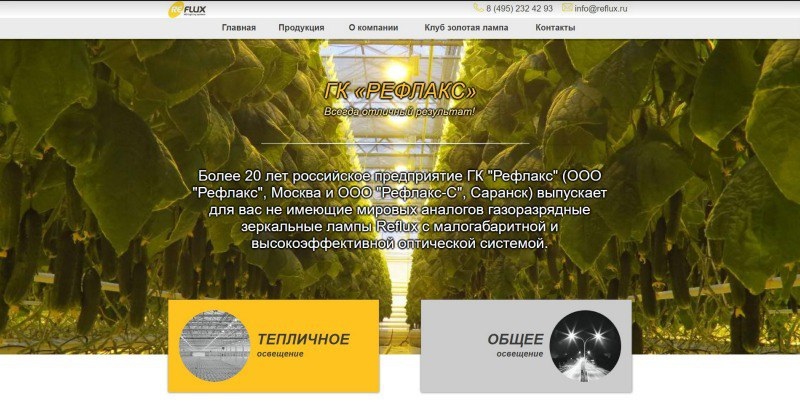 REFLUX
8 (495) 232 42 93 info@reflux.ru
Главная Продукция О компании Клуб золотая лампа Контакты
ГК «РЕФЛАКС»
Всегда отличный результат!
Более 20 лет российское предприятие ГК "Рефлакс" (ООО
"Рефлакс", Москва и ООО "Рефлакс-С", Саранск) выпускает
для вас не имеющие мировых аналогов газоразрядные
зеркальные лампы Reflux с малогабаритной и
высокоэффективной оптической системой.
ТЕПЛИЧНОЕ
освещение
ОБЩЕЕ
освещение